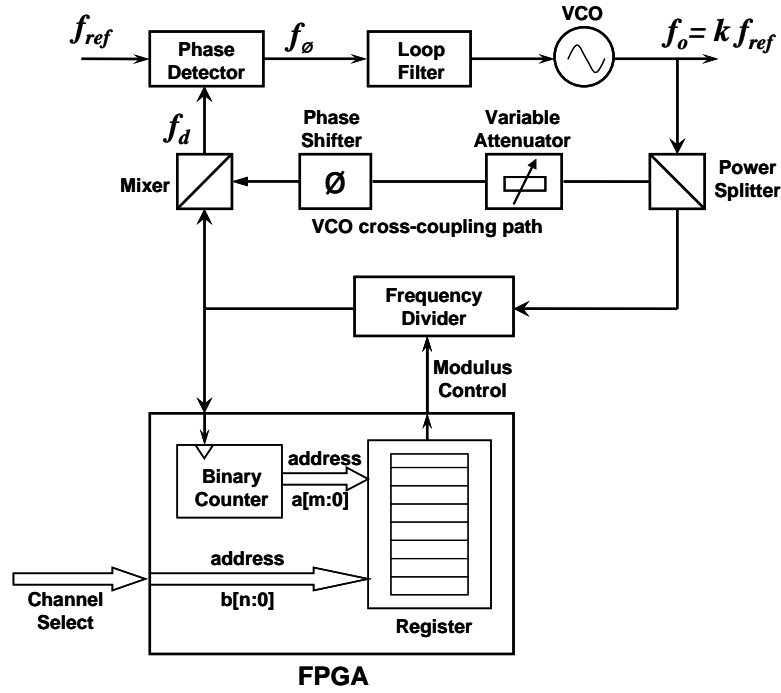 f_ref
Phase
Detector
f_ø
Loop
Filter
VCO
f_o = k f_ref
f_d
Mixer
Phase
Shifter
Ø
Variable
Attenuator
Power
Splitter
VCO cross-coupling path
Frequency
Divider
Modulus
Control
Binary
Counter
address
a[m:0]
address
b[n:0]
Channel
Select
Register
FPGA